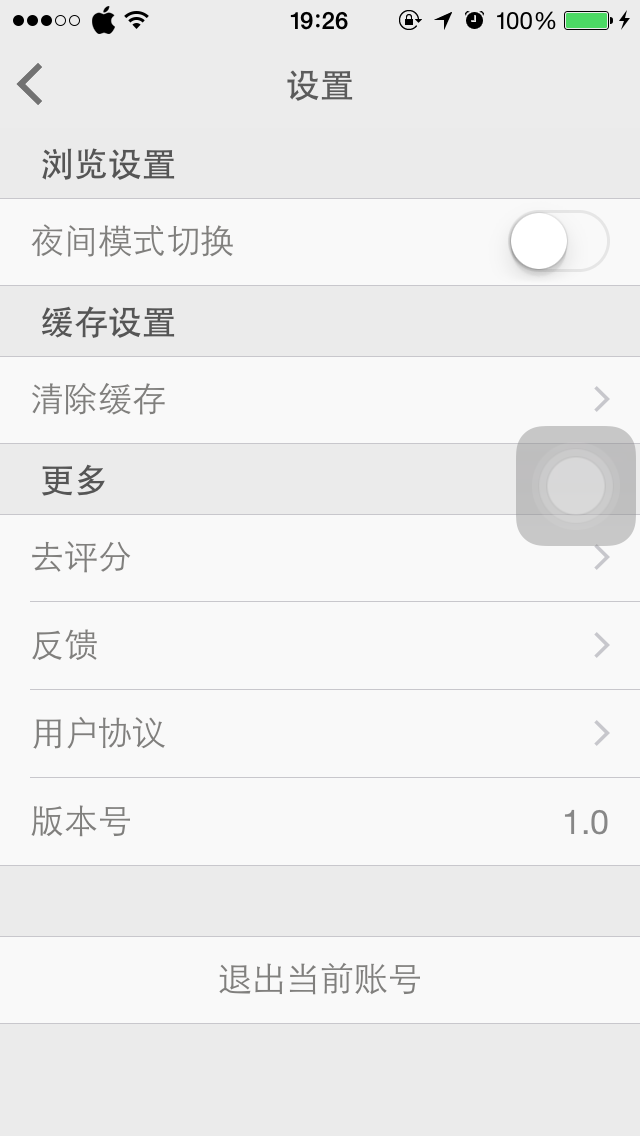 19:26
100%
设置
浏览设置
夜间模式切换
缓存设置
清除缓存
更多
去评分
反馈
用户协议
版本号 1.0
退出当前账号